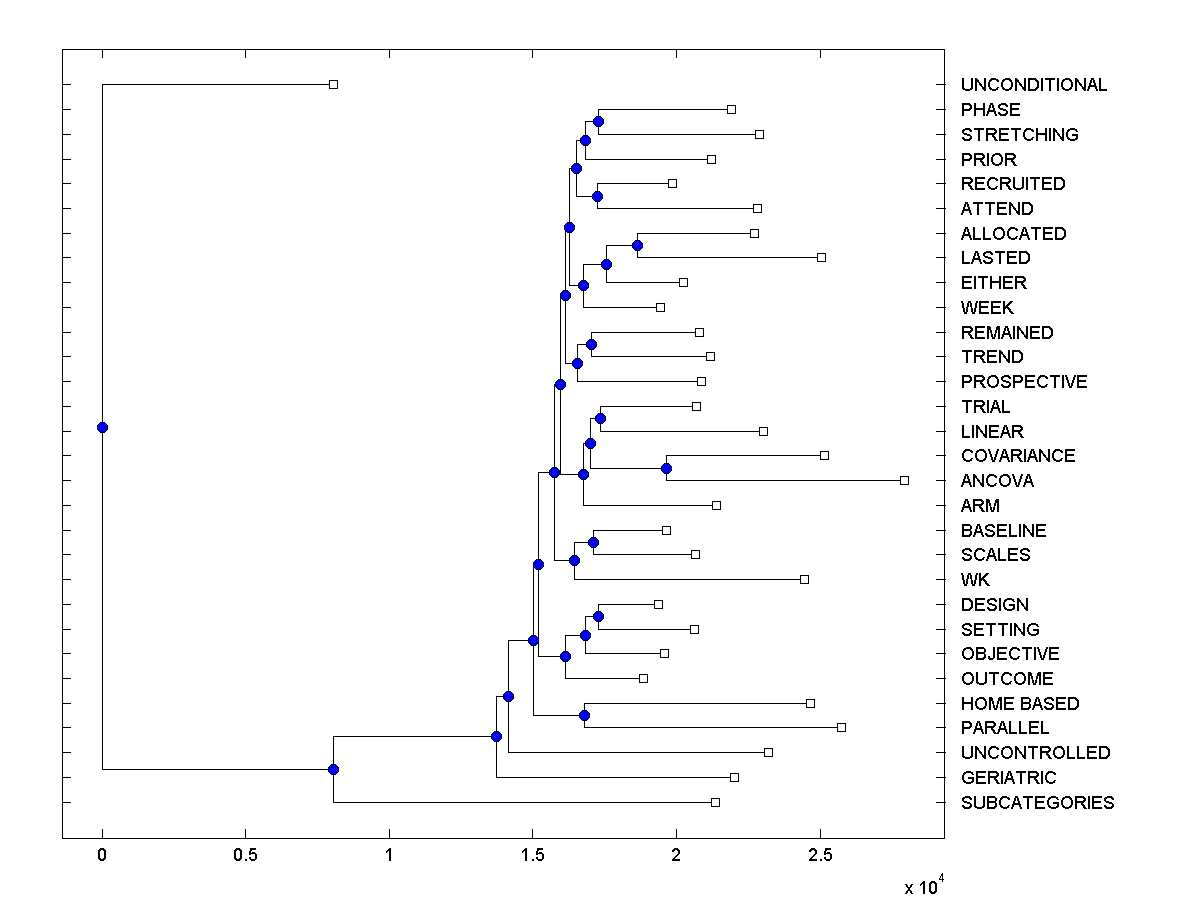 UNCONDITIONAL
PHASE
STRETCHING
PRIOR
RECRUITED
ATTEND
ALLOCATED
LASTED
EITHER
WEEK
REMAINED
TREND
PROSPECTIVE
TRIAL
LINEAR
COVARIANCE
ANCOVA
ARM
BASELINE
SCALES
WK
DESIGN
SETTING
OBJECTIVE
OUTCOME
HOME BASED
PARALLEL
UNCONTROLLED
GERIATRIC
SUBCATEGORIES
0 0.5 1 1.5 2 2.5
x 10^4